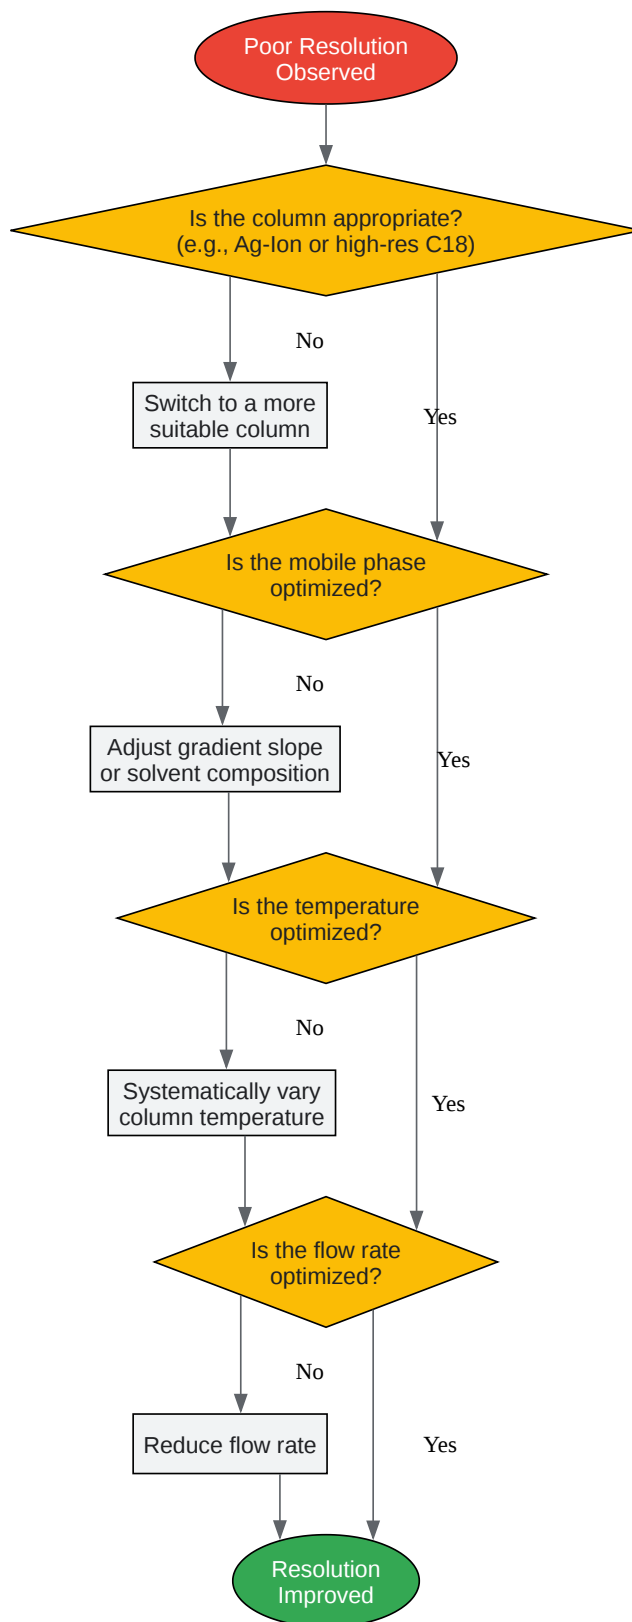 Poor Resolution
Observed
Is the column appropriate?
(e.g., Ag-Ion or high-res C18)
No
Switch to a more
suitable column
Yes
Is the mobile phase
optimized?
No
Adjust gradient slope
or solvent composition
Yes
Is the temperature
optimized?
No
Systematically vary
column temperature
Yes
Is the flow rate
optimized?
No
Reduce flow rate
Yes
Resolution
Improved